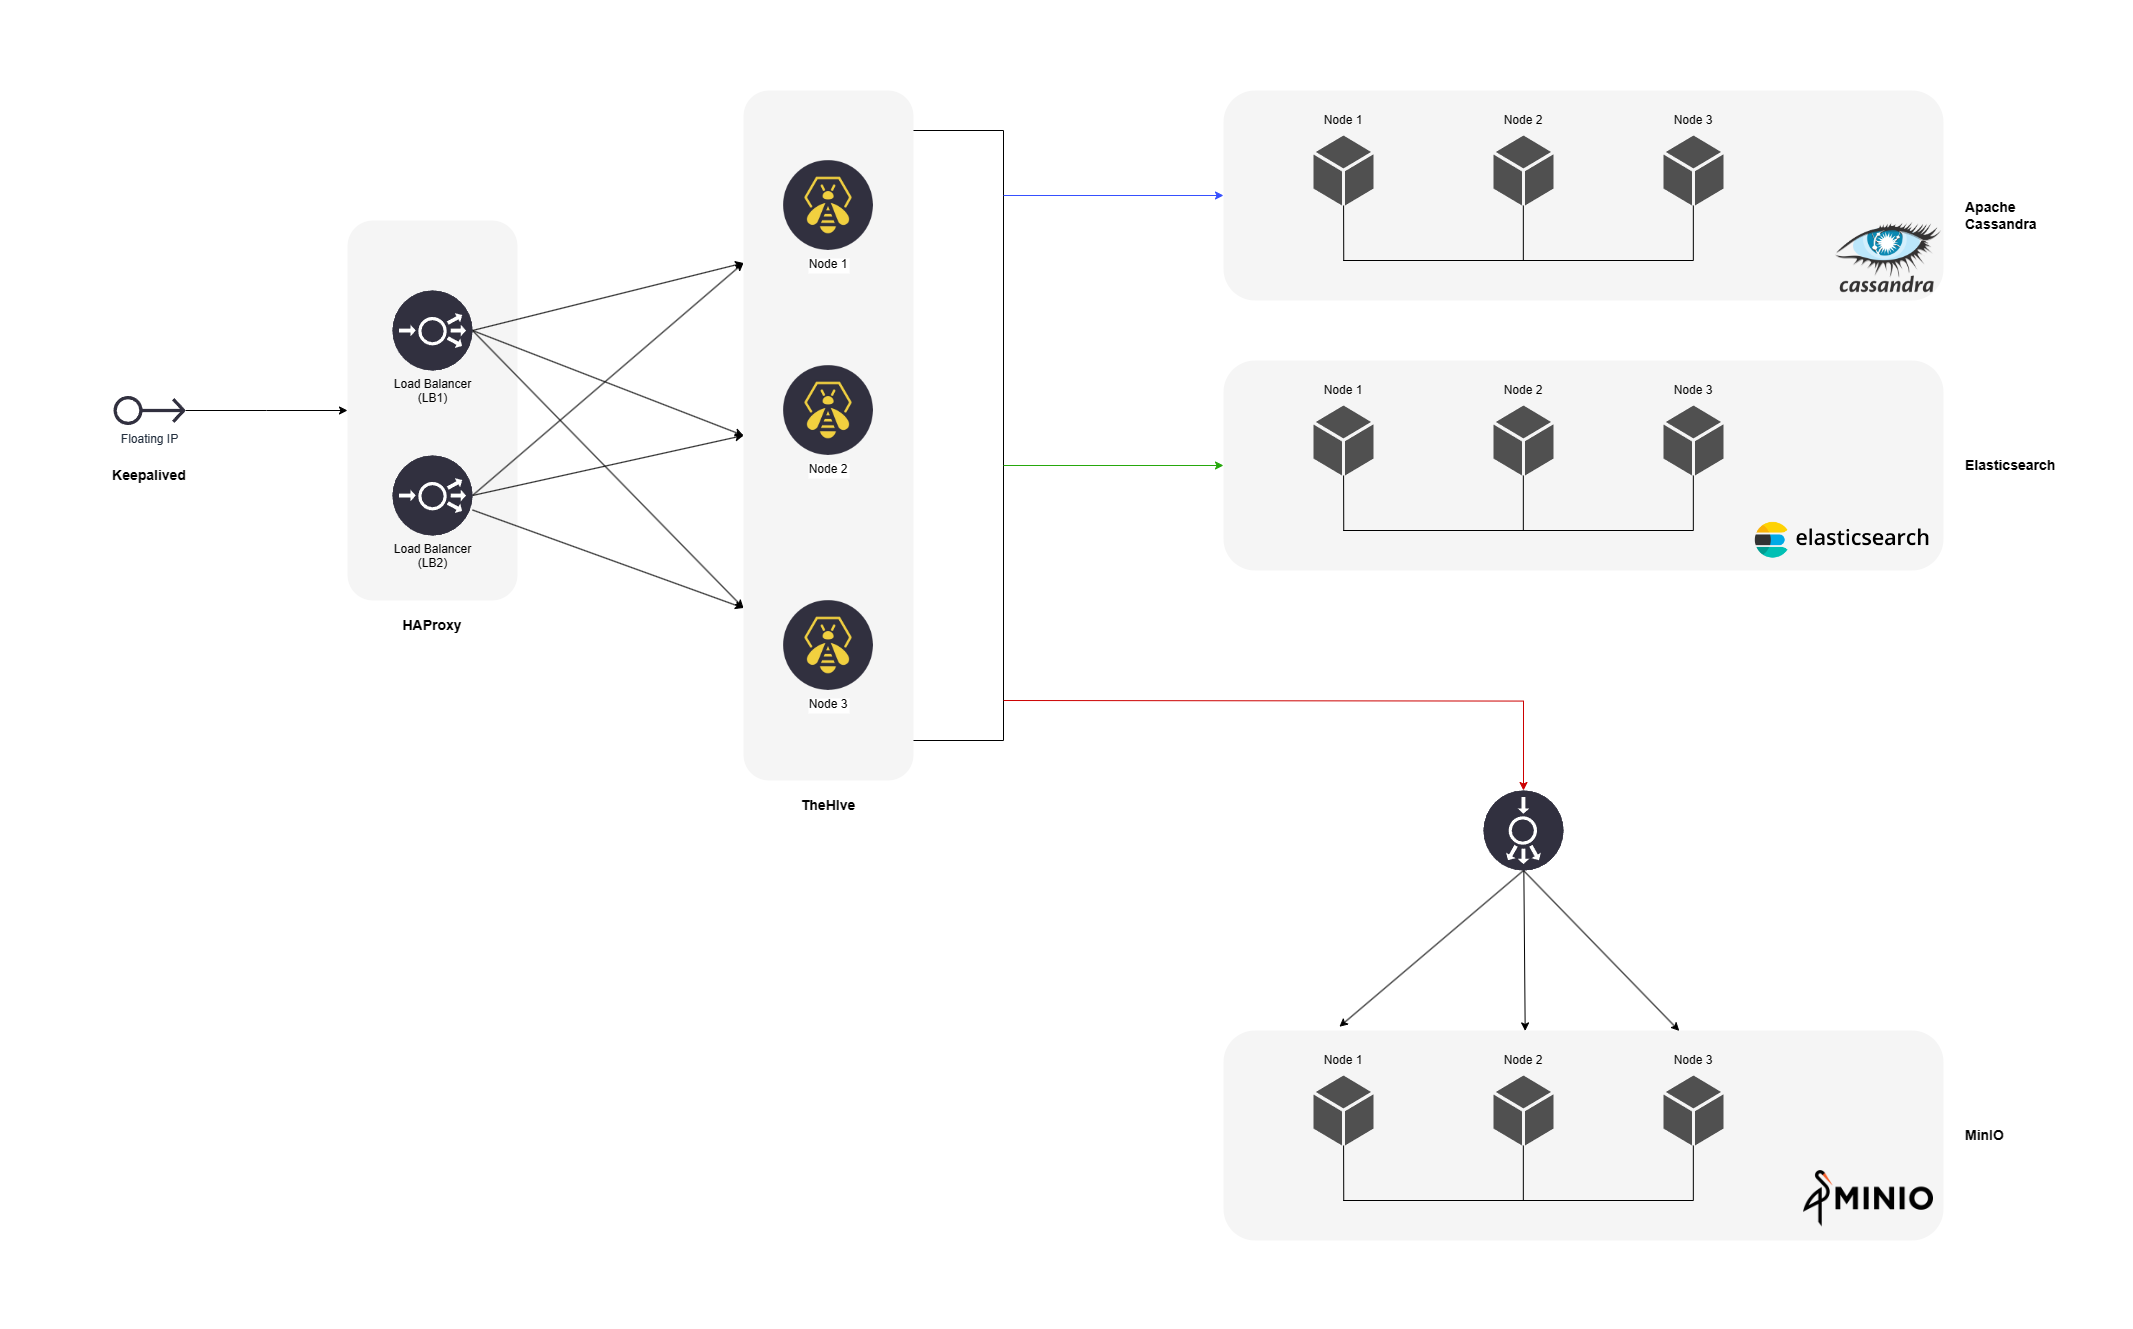 Floating IP
Keepalived
Load Balancer
(LB1)
Load Balancer
(LB2)
HAProxy
Node 1
Node 2
Node 3
TheHIve
Node 1
Node 2
Node 3
cassandra
Apache
Cassandra
Node 1
Node 2
Node 3
elasticsearch
Elasticsearch
Node 1
Node 2
Node 3
MINIO
MinIO